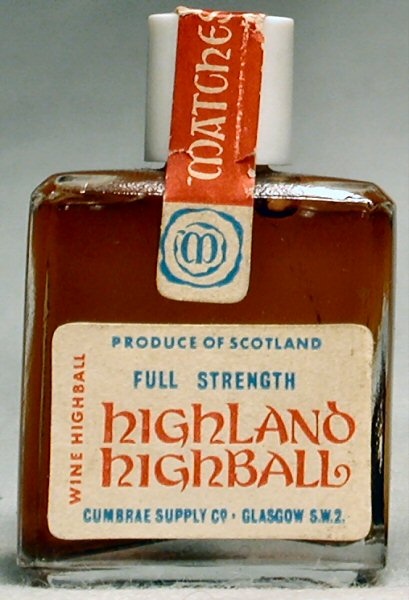 MATCHES
M
PRODUCE OF SCOTLAND
FULL STRENGTH
WINE HIGHBALL
HIGHLAND
HIGHBALL
CUMBRAE SUPPLY Cº • GLASGOW S.W.2.